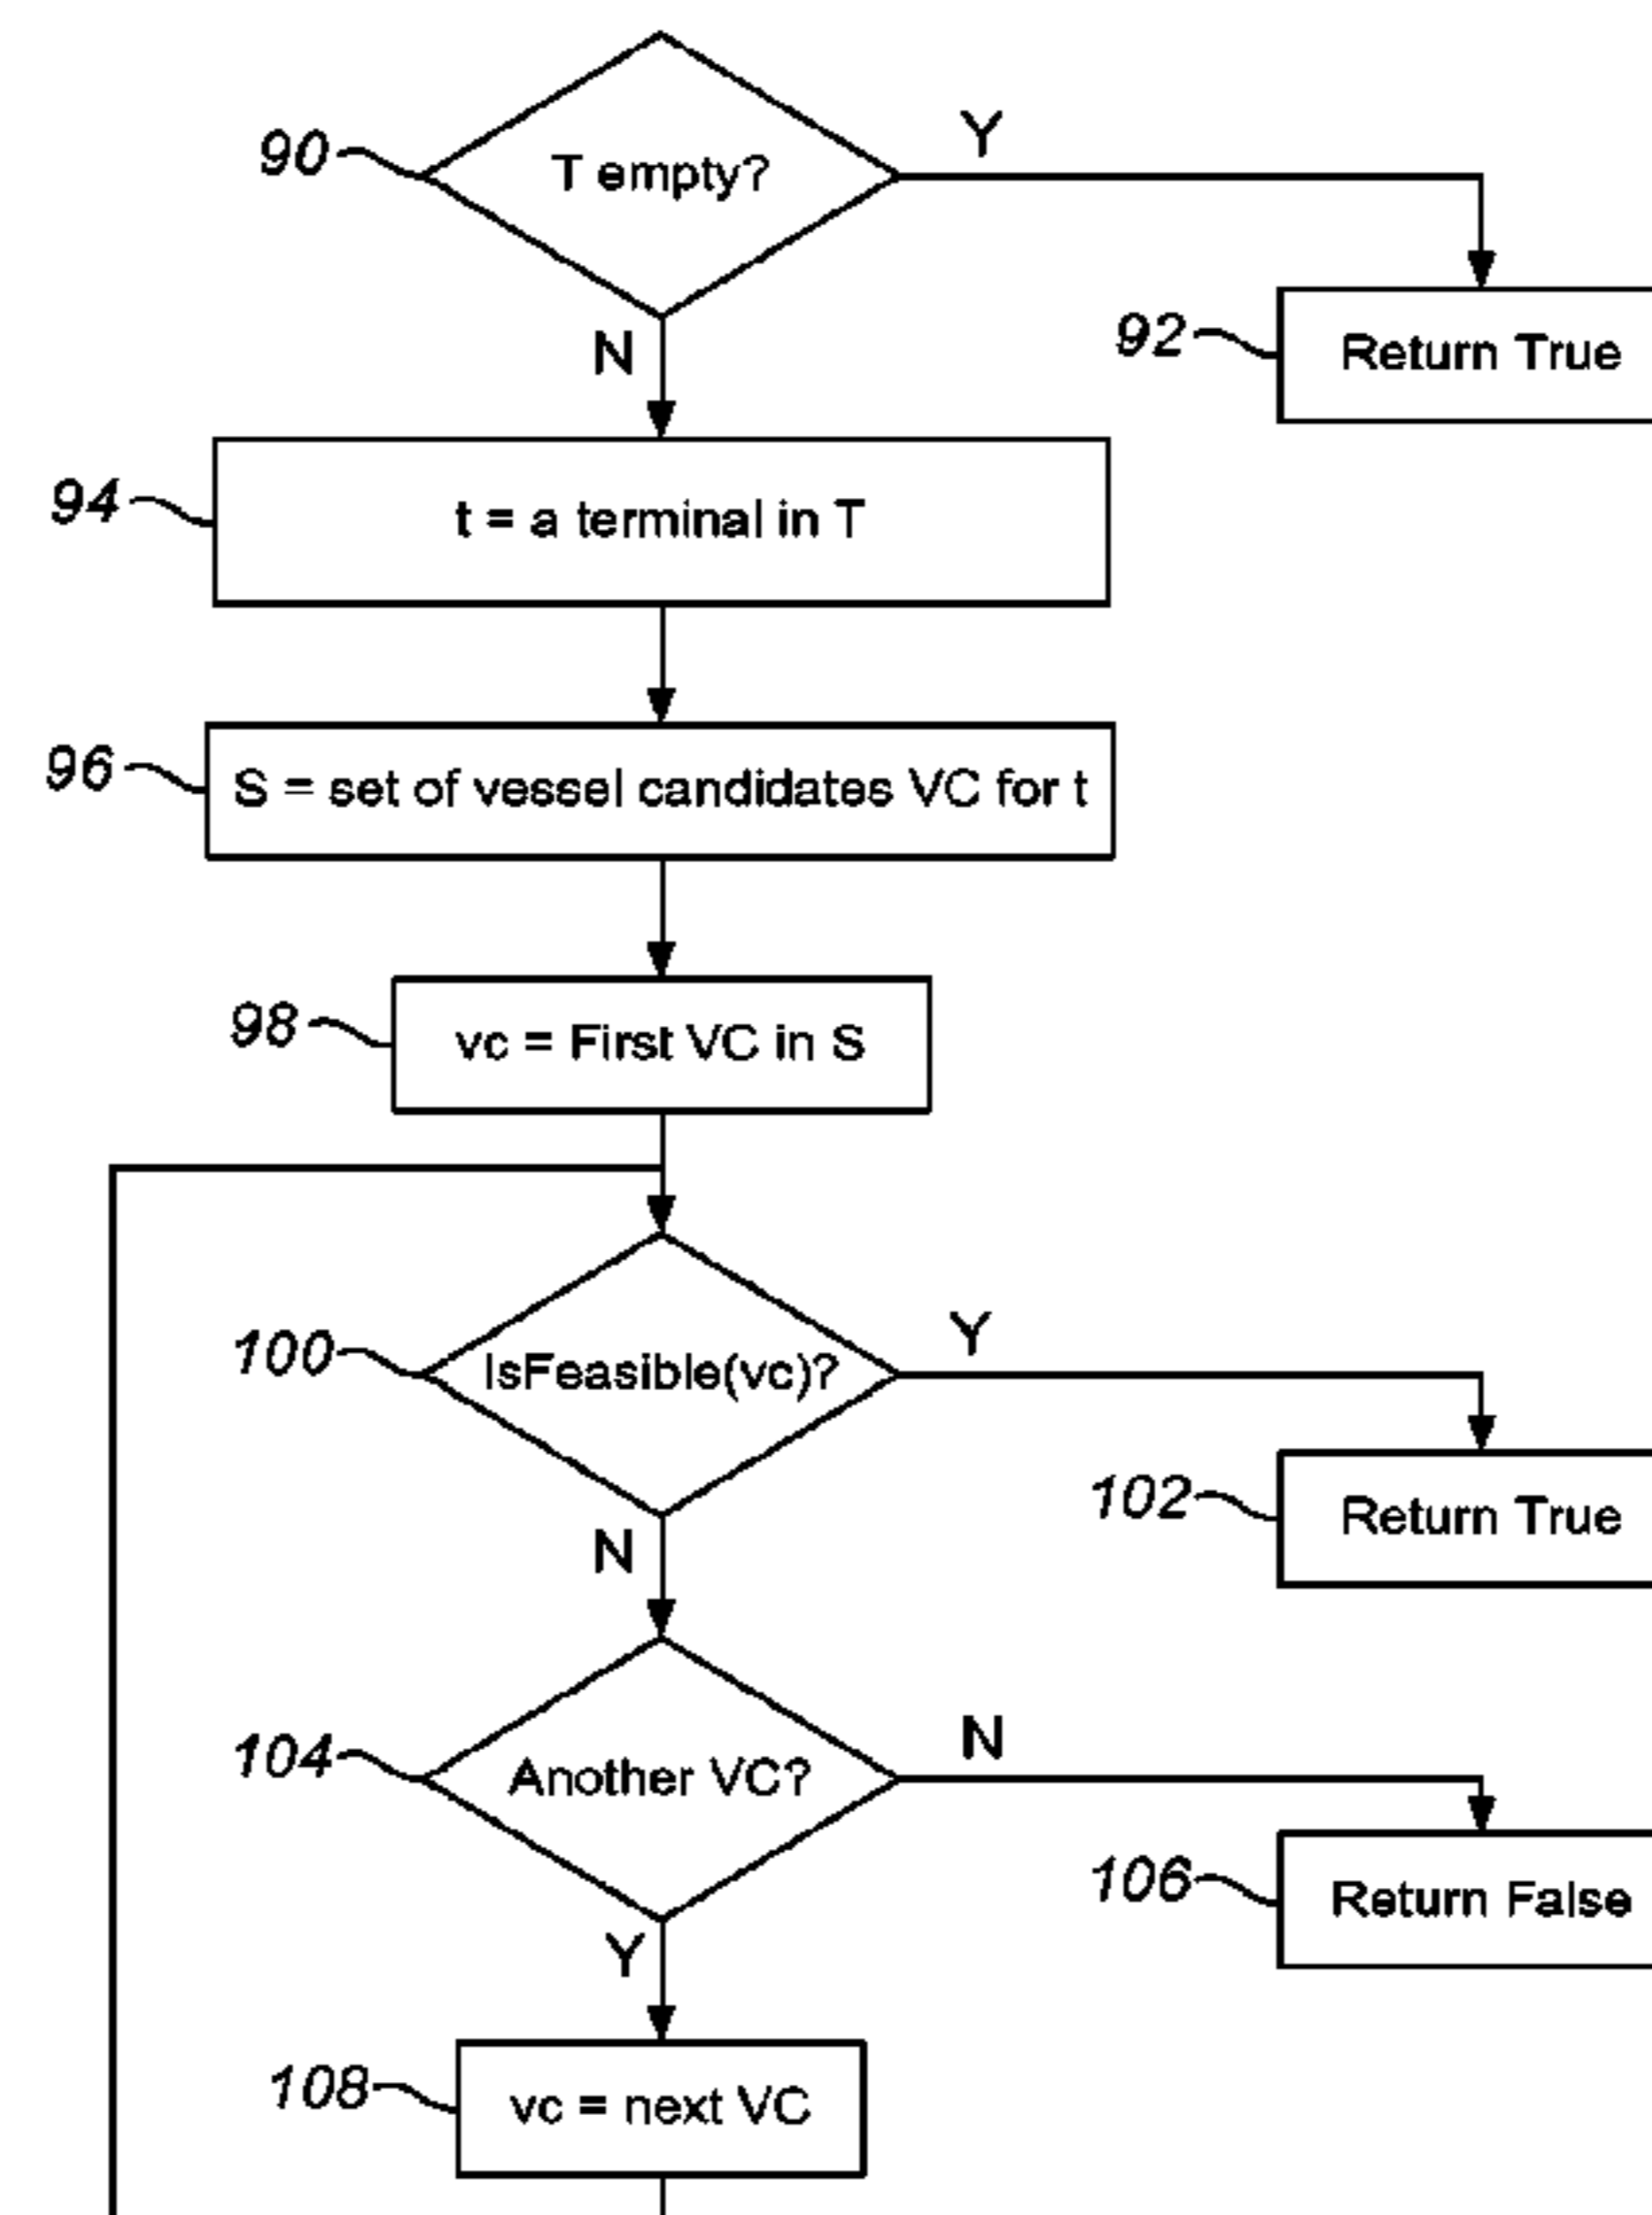 90
T empty?
Y
92
Return True
N
94
t = a terminal in T
96
S = set of vessel candidates VC for t
98
vc = First VC in S
100
IsFeasible(vc)?
Y
102
Return True
N
104
Another VC?
N
106
Return False
Y
108
vc = next VC